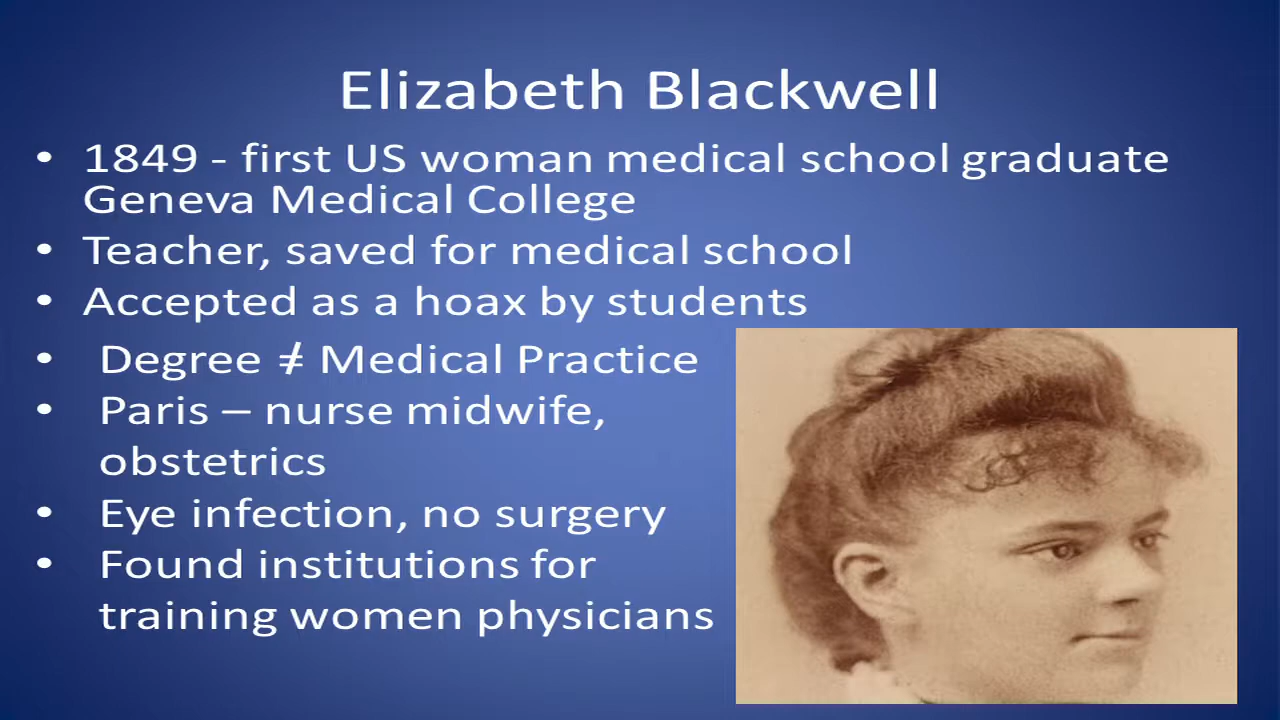 Elizabeth Blackwell
• 1849 - first US woman medical school graduate
Geneva Medical College
• Teacher, saved for medical school
• Accepted as a hoax by students
• Degree ≠ Medical Practice
• Paris – nurse midwife,
obstetrics
• Eye infection, no surgery
• Found institutions for
training women physicians